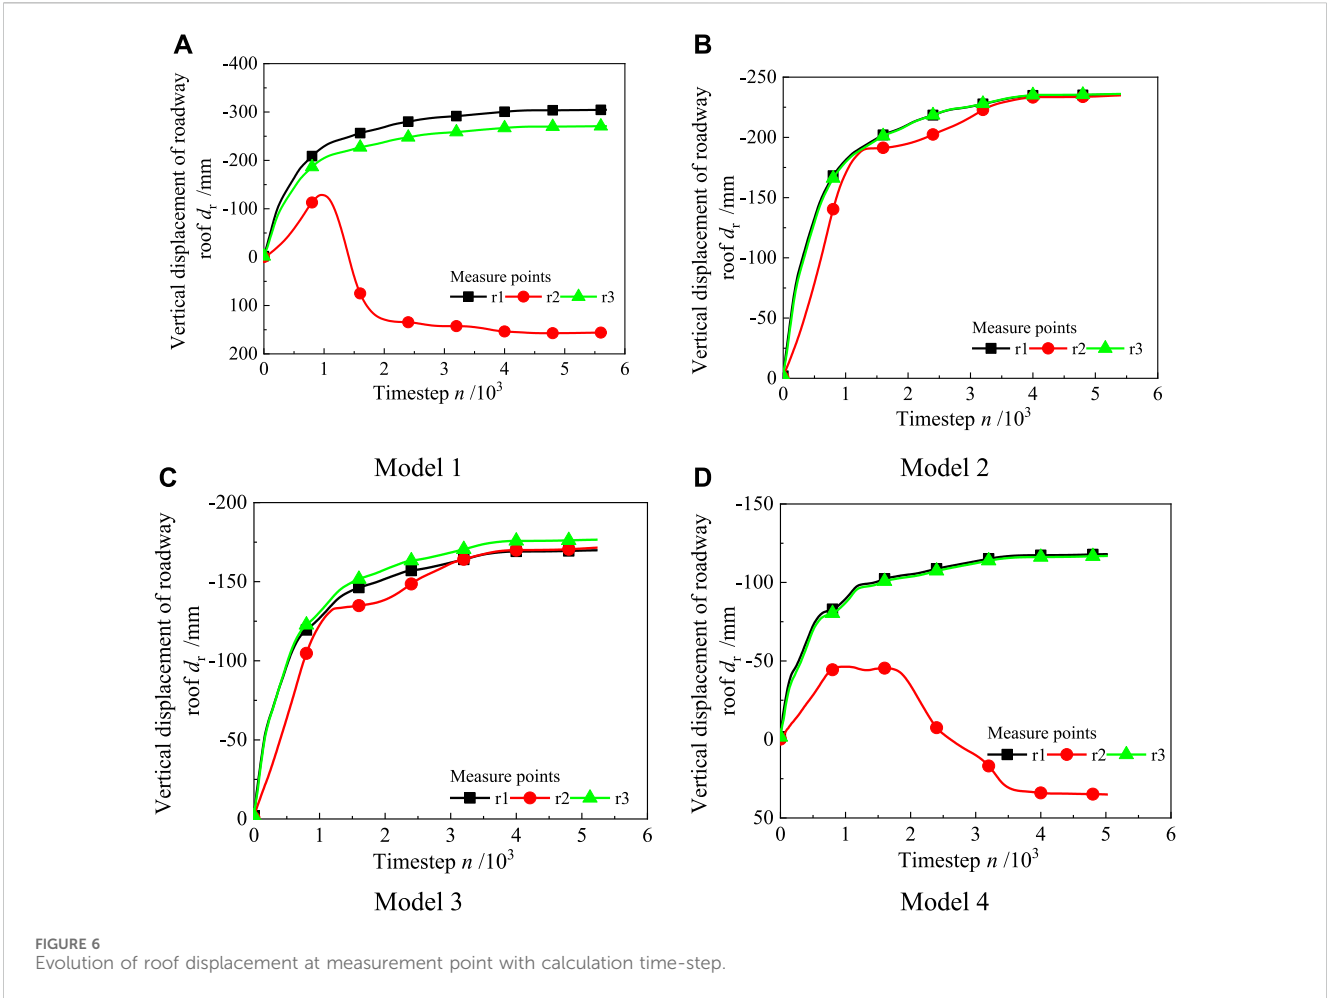 A
Vertical displacement of roadway
roof dr /mm
-400
-300
-200
-100
0
100
200
Measure points
r1 r2 r3
0 1 2 3 4 5 6
Timestep n /10³
Model 1
B
Vertical displacement of roadway
roof dr /mm
-250
-200
-150
-100
-50
0
Measure points
r1 r2 r3
0 1 2 3 4 5 6
Timestep n /10³
Model 2
C
Vertical displacement of roadway
roof dr /mm
-200
-150
-100
-50
0
Measure points
r1 r2 r3
0 1 2 3 4 5 6
Timestep n /10³
Model 3
D
Vertical displacement of roadway
roof dr /mm
-150
-100
-50
0
50
Measure points
r1 r2 r3
0 1 2 3 4 5 6
Timestep n /10³
Model 4
FIGURE 6
Evolution of roof displacement at measurement point with calculation time-step.